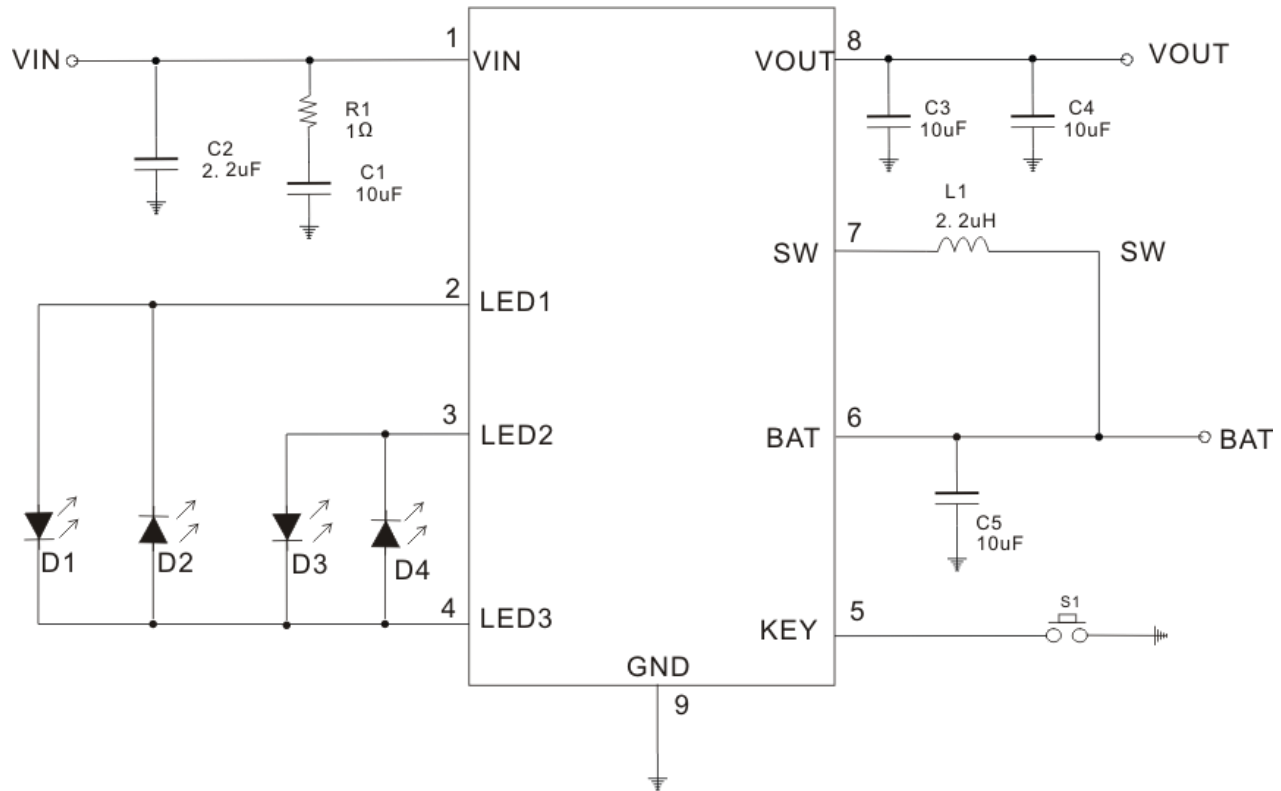 VIN
1
VIN
R1
1Ω
C2
2. 2uF
C1
10uF
2
LED1
3
LED2
D1
D2
D3
D4
4
LED3
GND
9
8
VOUT
VOUT
C3
10uF
C4
10uF
L1
2. 2uH
7
SW
SW
6
BAT
BAT
C5
10uF
5
KEY
S1